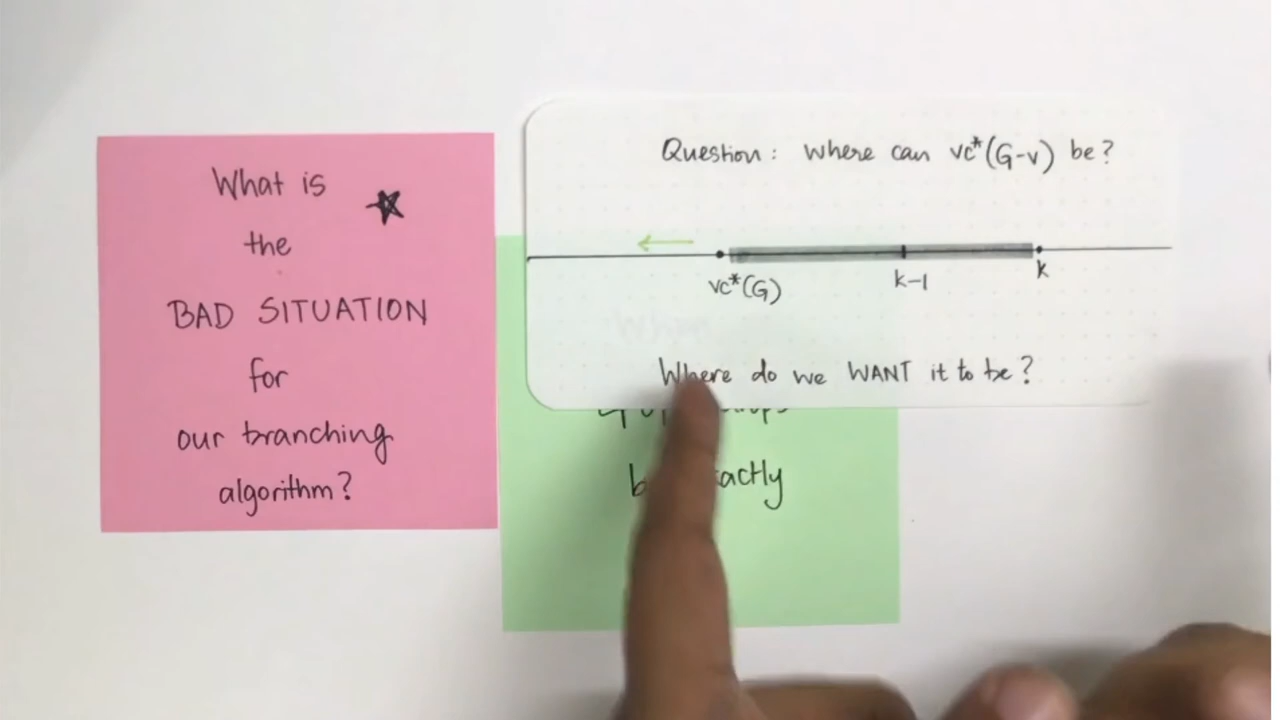 What is
the
BAD SITUATION
for
our branching
algorithm?
Question: where can vc*(G-v) be?
vc*(G)
k-1
k
Where do we WANT it to be?